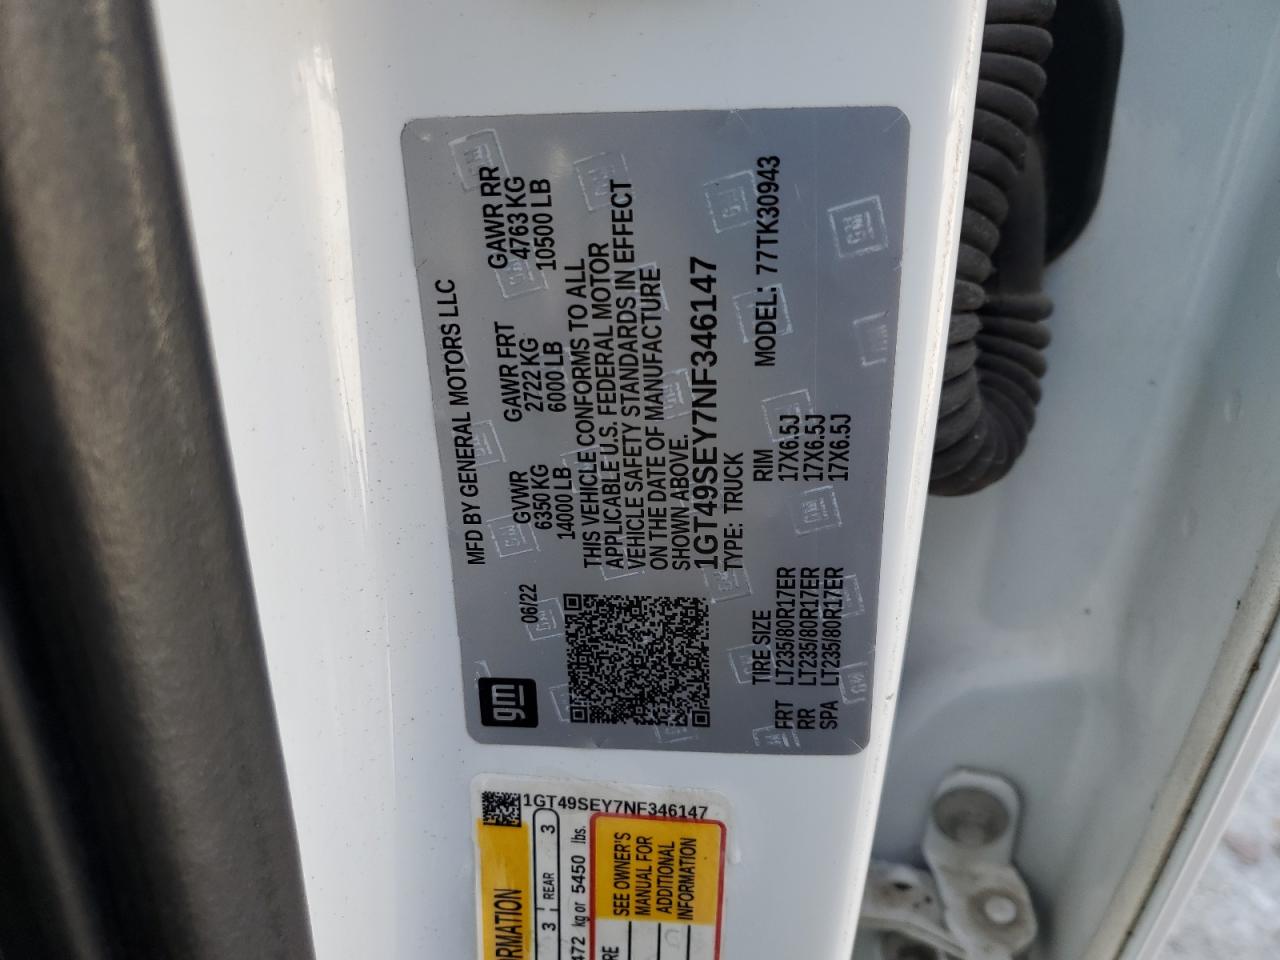 MFD BY GENERAL MOTORS LLC
gm
06/22
GVWR GAWR FRT GAWR RR
6350 KG 2722 KG 4763 KG
14000 LB 6000 LB 10500 LB
THIS VEHICLE CONFORMS TO ALL
APPLICABLE U.S. FEDERAL MOTOR
VEHICLE SAFETY STANDARDS IN EFFECT
ON THE DATE OF MANUFACTURE
SHOWN ABOVE.
1GT49SEY7NF346147
TYPE: TRUCK
MODEL: 77TK30943
TIRE SIZE RIM
FRT LT235/80R17ER 17X6.5J
RR LT235/80R17ER 17X6.5J
SPA LT235/80R17ER 17X6.5J
1GT49SEY7NF346147
3 REAR 3
kg or 5450 lbs.
SEE OWNER'S
MANUAL FOR
ADDITIONAL
INFORMATION